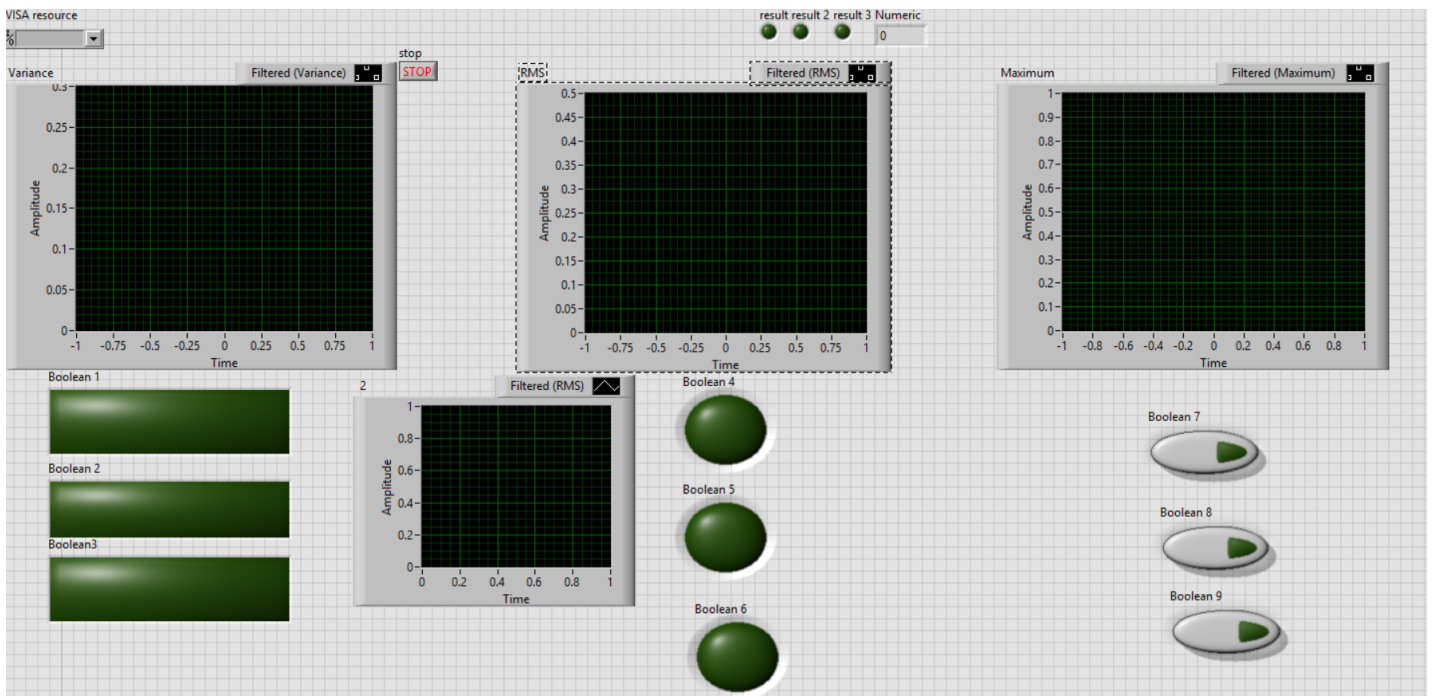 VISA resource
result result 2 result 3 Numeric
0
stop
STOP
Variance
Filtered (Variance)
0.3
0.25
0.2
0.15
0.1
0.05
0
Amplitude
-1 -0.75 -0.5 -0.25 0 0.25 0.5 0.75 1
Time
RMS
Filtered (RMS)
0.5
0.45
0.4
0.35
0.3
0.25
0.2
0.15
0.1
0.05
0
Amplitude
-1 -0.75 -0.5 -0.25 0 0.25 0.5 0.75 1
Time
Maximum
Filtered (Maximum)
1
0.9
0.8
0.7
0.6
0.5
0.4
0.3
0.2
0.1
0
Amplitude
-1 -0.8 -0.6 -0.4 -0.2 0 0.2 0.4 0.6 0.8 1
Time
Boolean 1
Boolean 2
Boolean3
2
Filtered (RMS)
1
0.8
0.6
0.4
0.2
0
Amplitude
0 0.2 0.4 0.6 0.8 1
Time
Boolean 4
Boolean 5
Boolean 6
Boolean 7
Boolean 8
Boolean 9